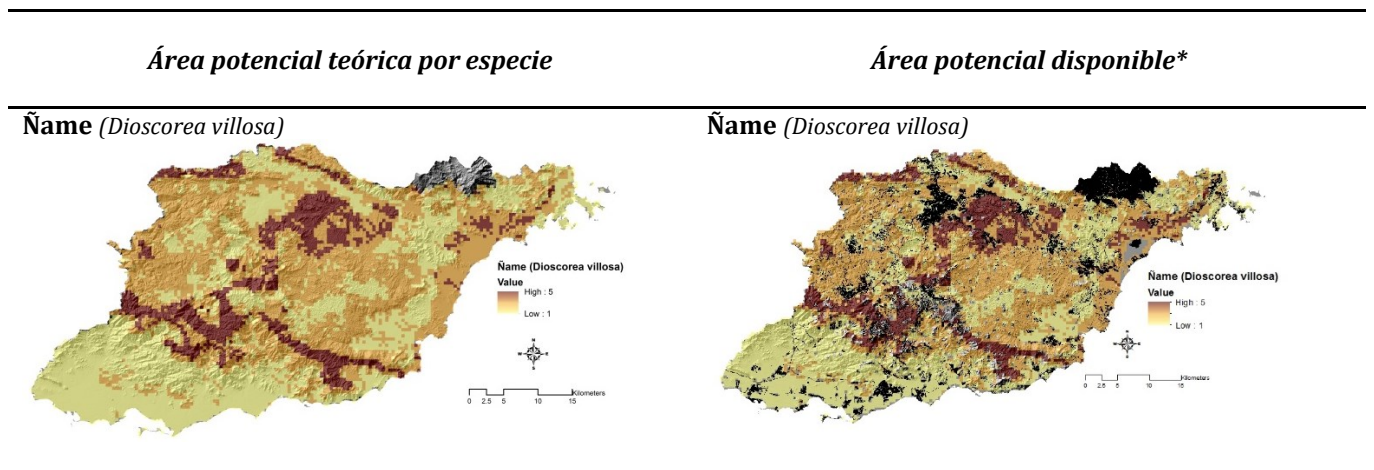 Área potencial teórica por especie
Área potencial disponible*
Ñame (Dioscorea villosa)
Ñame (Dioscorea villosa)
Ñame (Dioscorea villosa)
Value
High : 5
Low : 1
Kilometers
0 2.5 5 10 15
Ñame (Dioscorea villosa)
Value
High : 5
Low : 1
Kilometers
0 2.5 5 10 15